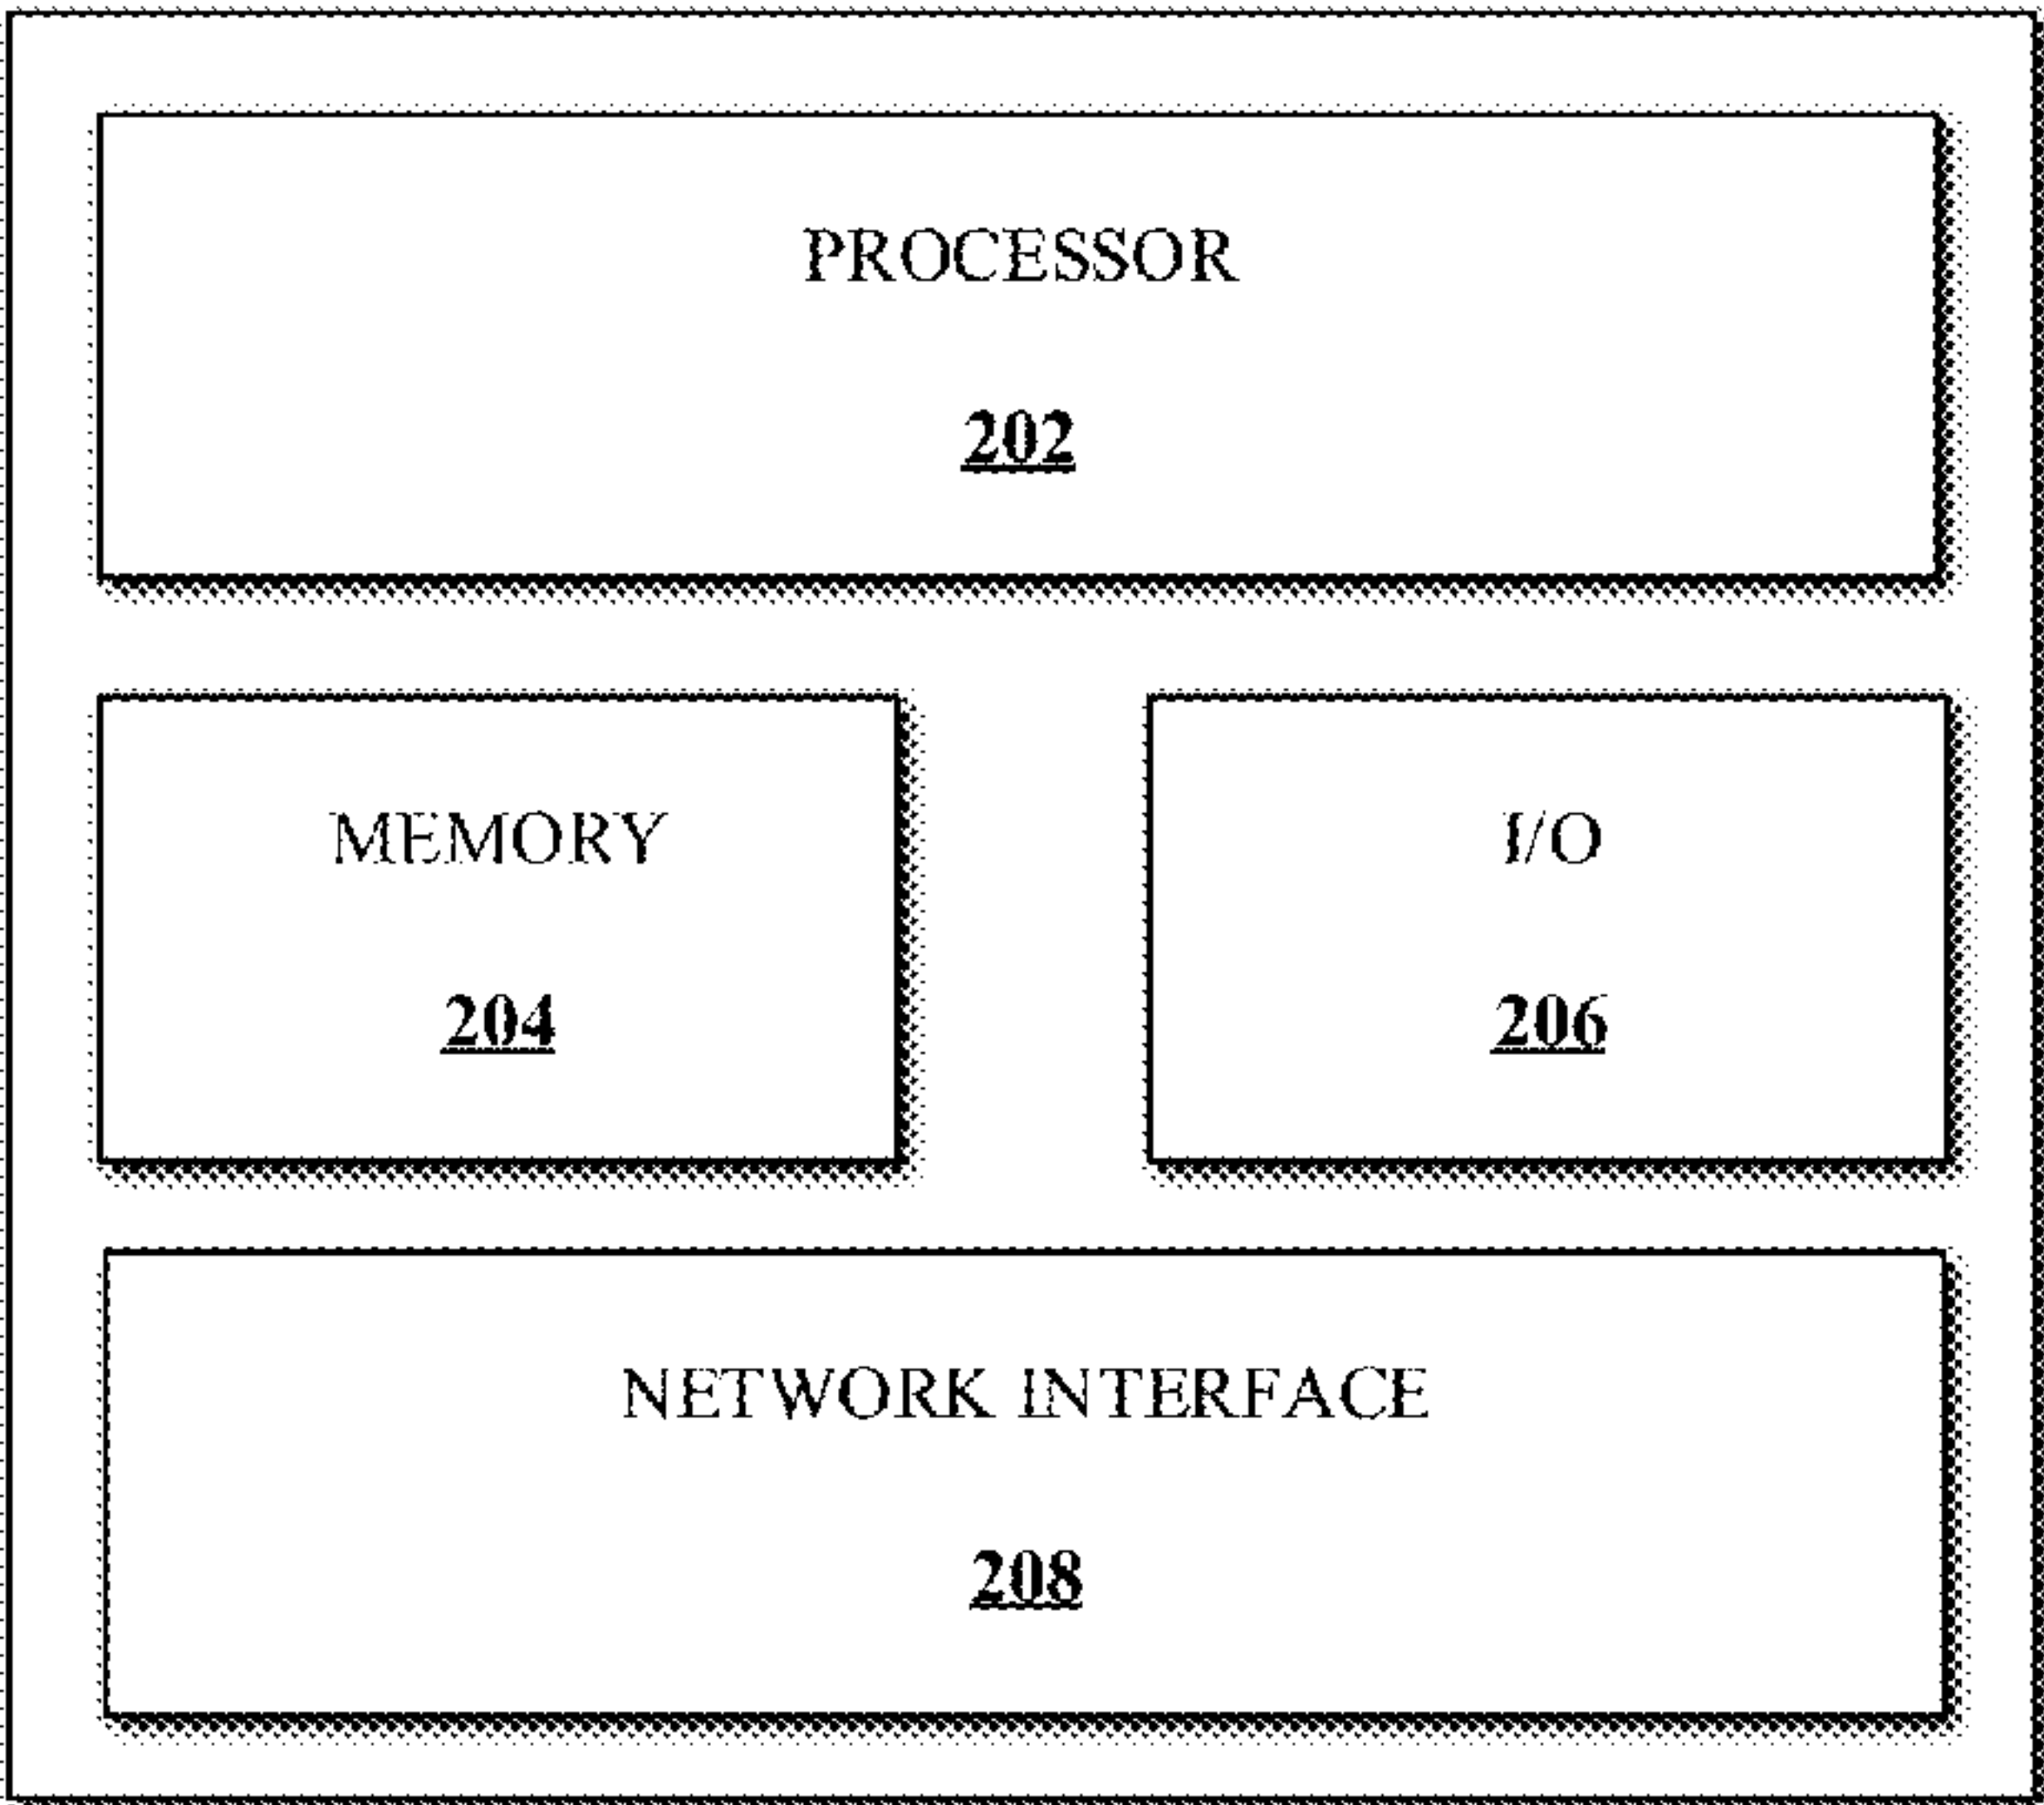 PROCESSOR
202
MEMORY
204
I/O
206
NETWORK INTERFACE
208